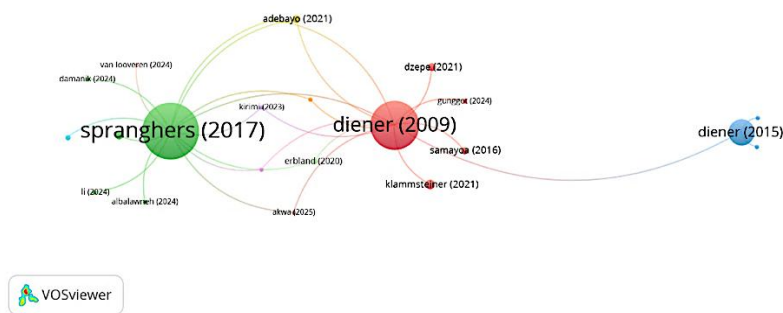 adebayo (2021)
van looveren (2024)
dzepe (2021)
damanik (2024)
gunggot (2024)
kirima (2023)
spranghers (2017)
diener (2009)
diener (2015)
samayoa (2016)
erbland (2020)
klammsteiner (2021)
li (2024)
albalawneh (2024)
akwa (2025)
VOSviewer